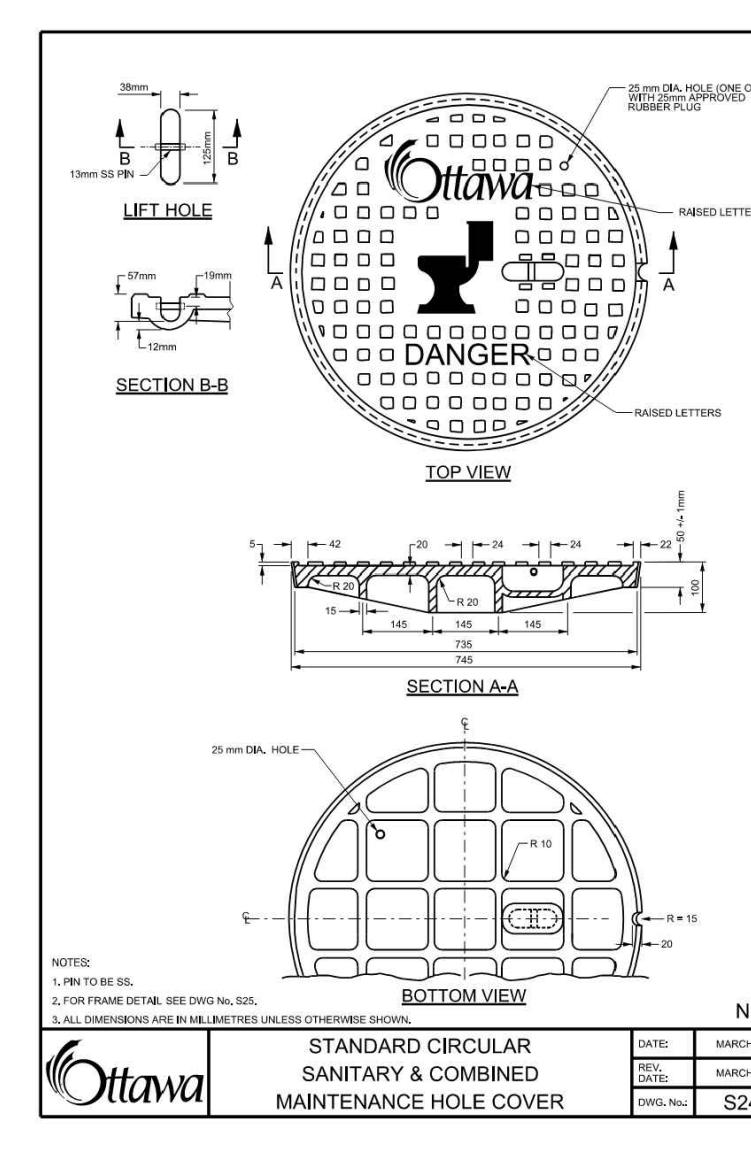 38mm
125mm
B
B
13mm SS PIN
LIFT HOLE
57mm
19mm
12mm
SECTION B-B
25 mm DIA. HOLE (ONE O
WITH 25mm APPROVED
RUBBER PLUG
Ottawa
RAISED LETTE
A
A
DANGER
RAISED LETTERS
TOP VIEW
50 +/- 1mm
5
42
20
24
24
22
R 20
R 20
100
15
145
145
145
735
745
SECTION A-A
25 mm DIA. HOLE
R 10
R = 15
20
BOTTOM VIEW
NOTES:
1. PIN TO BE SS.
2. FOR FRAME DETAIL SEE DWG No. S25.
3. ALL DIMENSIONS ARE IN MILLIMETRES UNLESS OTHERWISE SHOWN.
Ottawa
STANDARD CIRCULAR
SANITARY & COMBINED
MAINTENANCE HOLE COVER
DATE:
MARCH
REV.
DATE:
MARCH
DWG. No.:
S24